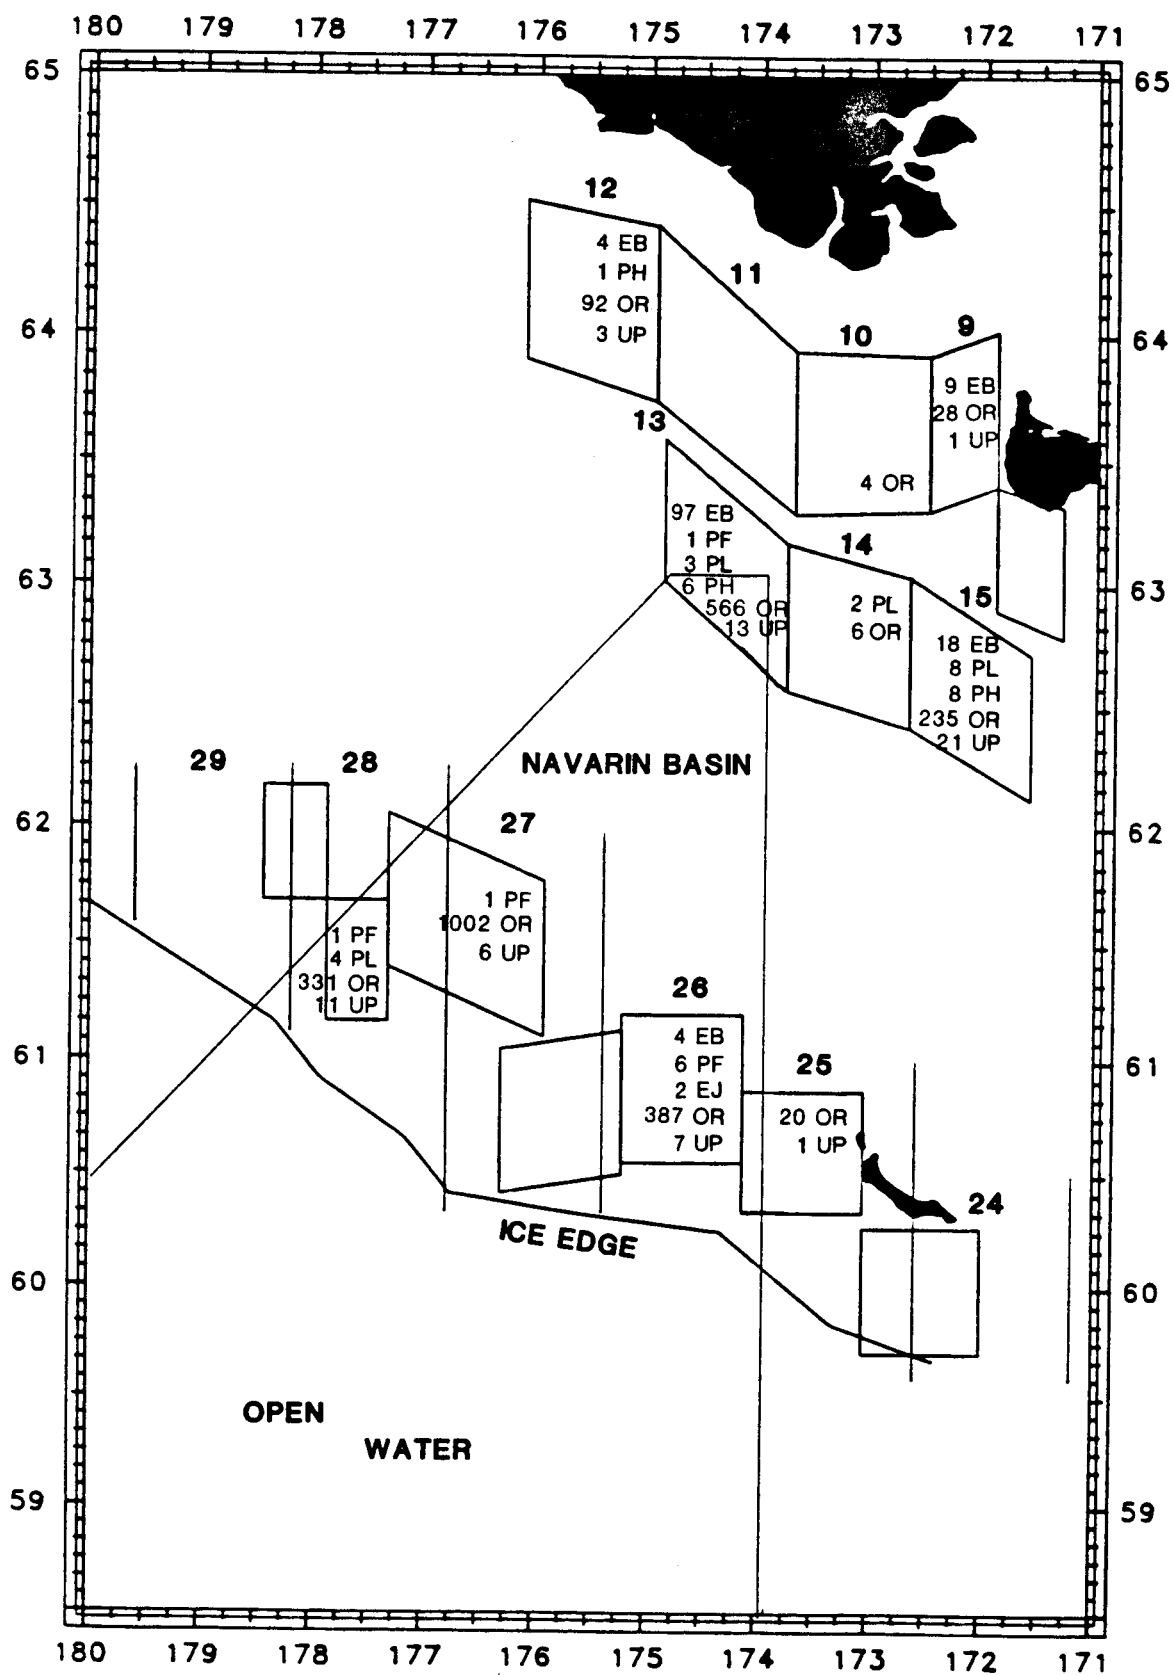 180 179 178 177 176 175 174 173 172 171
65 65
12
4 EB
1 PH
92 OR
3 UP
11
10
4 OR
9
9 EB
28 OR
1 UP
64 64
13
97 EB
1 PF
3 PL
6 PH
566 OR
13 UP
14
2 PL
6 OR
15
18 EB
8 PL
8 PH
235 OR
21 UP
63 63
NAVARIN BASIN
29
28
1 PF
4 PL
331 OR
11 UP
27
1 PF
1002 OR
6 UP
62 62
26
4 EB
6 PF
2 EJ
387 OR
7 UP
25
20 OR
1 UP
61 61
24
ICE EDGE
60 60
OPEN
WATER
59 59
180 179 178 177 176 175 174 173 172 171